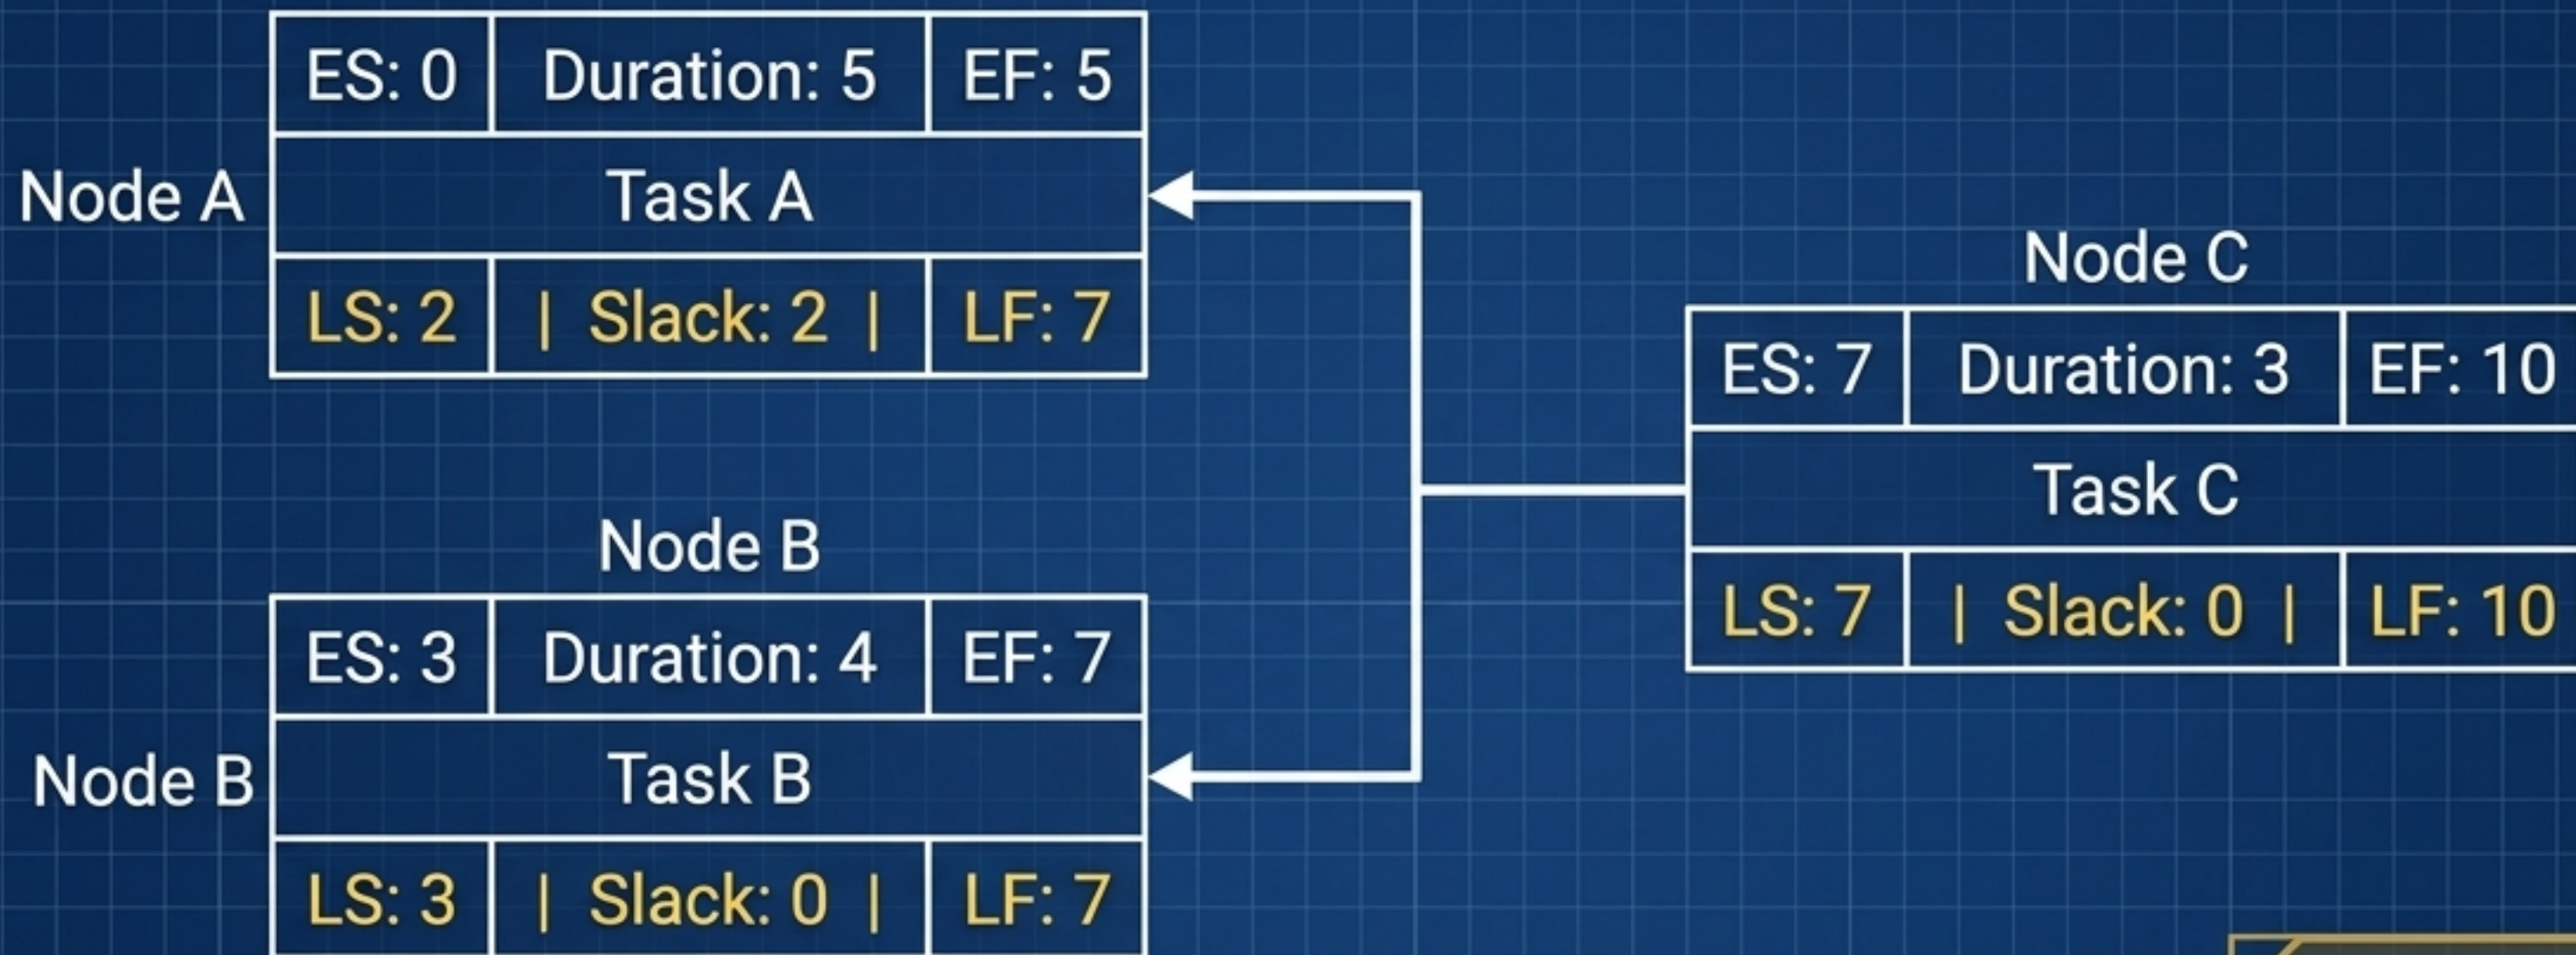 ES: 0 Duration: 5 EF: 5
Node A Task A
LS: 2 | Slack: 2 | LF: 7
Node B
ES: 3 Duration: 4 EF: 7
Node B Task B
LS: 3 | Slack: 0 | LF: 7
Node C
ES: 7 Duration: 3 EF: 10
Task C
LS: 7 | Slack: 0 | LF: 10